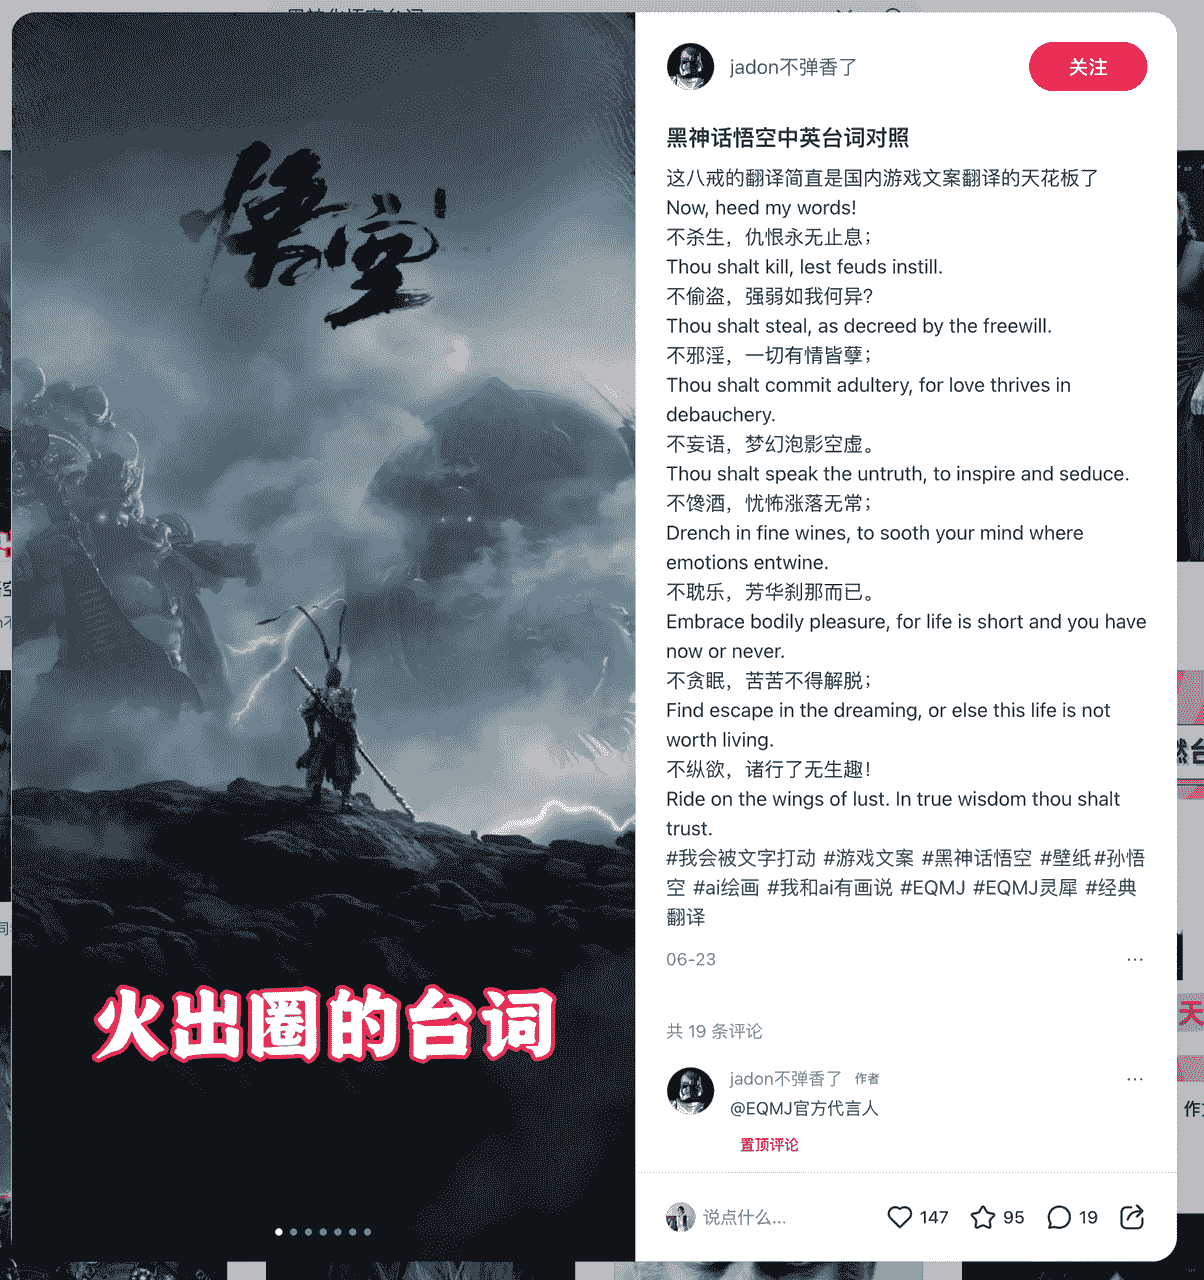 悟空
火出圈的台词
jadon不弹香了
关注
黑神话悟空中英台词对照
这八戒的翻译简直是国内游戏文案翻译的天花板了
Now, heed my words!
不杀生，仇恨永无止息；
Thou shalt kill, lest feuds instill.
不偷盗，强弱如我何异?
Thou shalt steal, as decreed by the freewill.
不邪淫，一切有情皆孽；
Thou shalt commit adultery, for love thrives in
debauchery.
不妄语，梦幻泡影空虚。
Thou shalt speak the untruth, to inspire and seduce.
不馋酒，忧怖涨落无常；
Drench in fine wines, to sooth your mind where
emotions entwine.
不耽乐，芳华刹那而已。
Embrace bodily pleasure, for life is short and you have
now or never.
不贪眠，苦苦不得解脱；
Find escape in the dreaming, or else this life is not
worth living.
不纵欲，诸行了无生趣！
Ride on the wings of lust. In true wisdom thou shalt
trust.
#我会被文字打动 #游戏文案 #黑神话悟空 #壁纸#孙悟
空 #ai绘画 #我和ai有画说 #EQMJ #EQMJ灵犀 #经典
翻译
06-23
共 19 条评论
jadon不弹香了 作者
@EQMJ官方代言人
置顶评论
说点什么...
147
95
19